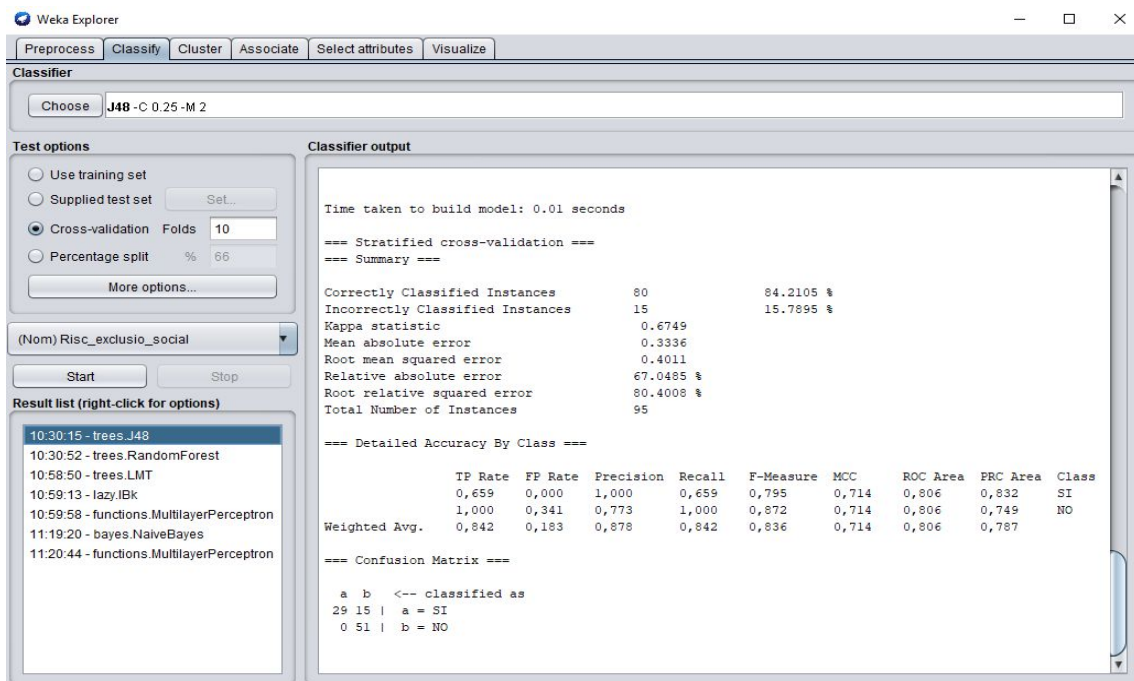 Weka Explorer
Preprocess Classify Cluster Associate Select attributes Visualize
Classifier
Choose J48 -C 0.25 -M 2
Test options
Use training set
Supplied test set Set...
Cross-validation Folds 10
Percentage split % 66
More options...
(Nom) Risc_exclusio_social
Start Stop
Result list (right-click for options)
10:30:15 - trees.J48
10:30:52 - trees.RandomForest
10:58:50 - trees.LMT
10:59:13 - lazy.IBk
10:59:58 - functions.MultilayerPerceptron
11:19:20 - bayes.NaiveBayes
11:20:44 - functions.MultilayerPerceptron
Classifier output
Time taken to build model: 0.01 seconds
=== Stratified cross-validation ===
=== Summary ===
Correctly Classified Instances 80 84.2105 %
Incorrectly Classified Instances 15 15.7895 %
Kappa statistic 0.6749
Mean absolute error 0.3336
Root mean squared error 0.4011
Relative absolute error 67.0485 %
Root relative squared error 80.4008 %
Total Number of Instances 95
=== Detailed Accuracy By Class ===
TP Rate FP Rate Precision Recall F-Measure MCC ROC Area PRC Area Class
0,659 0,000 1,000 0,659 0,795 0,714 0,806 0,832 SI
1,000 0,341 0,773 1,000 0,872 0,714 0,806 0,749 NO
Weighted Avg. 0,842 0,183 0,878 0,842 0,836 0,714 0,806 0,787
=== Confusion Matrix ===
a b <-- classified as
29 15 | a = SI
0 51 | b = NO